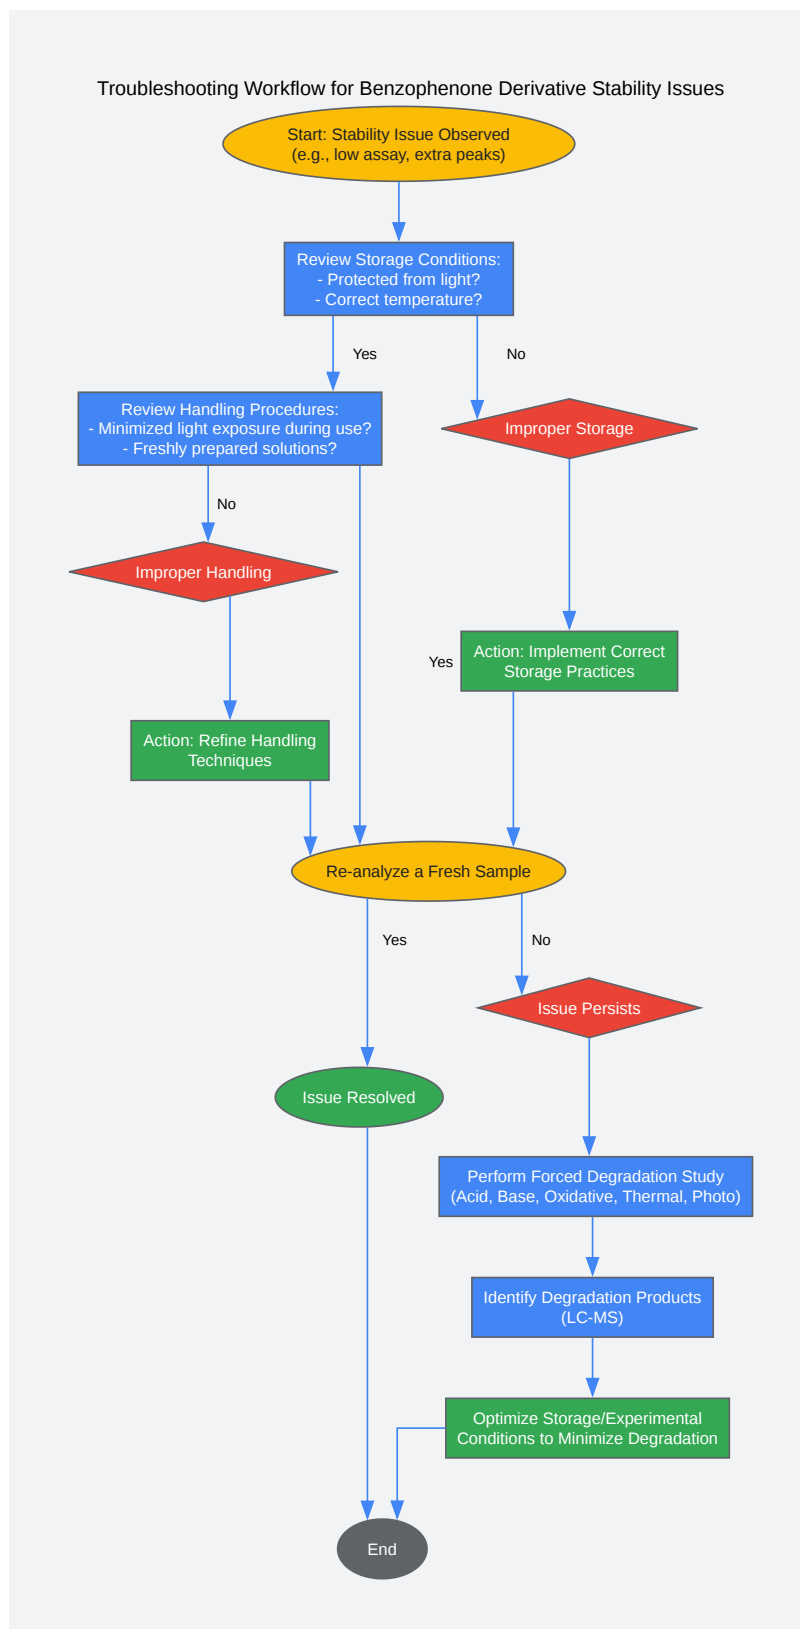 Troubleshooting Workflow for Benzophenone Derivative Stability Issues
Start: Stability Issue Observed
(e.g., low assay, extra peaks)
Review Storage Conditions:
- Protected from light?
- Correct temperature?
Yes
No
Review Handling Procedures:
- Minimized light exposure during use?
- Freshly prepared solutions?
Improper Storage
No
Improper Handling
Action: Implement Correct
Storage Practices
Yes
Action: Refine Handling
Techniques
Re-analyze a Fresh Sample
Yes
No
Issue Persists
Issue Resolved
Perform Forced Degradation Study
(Acid, Base, Oxidative, Thermal, Photo)
Identify Degradation Products
(LC-MS)
Optimize Storage/Experimental
Conditions to Minimize Degradation
End